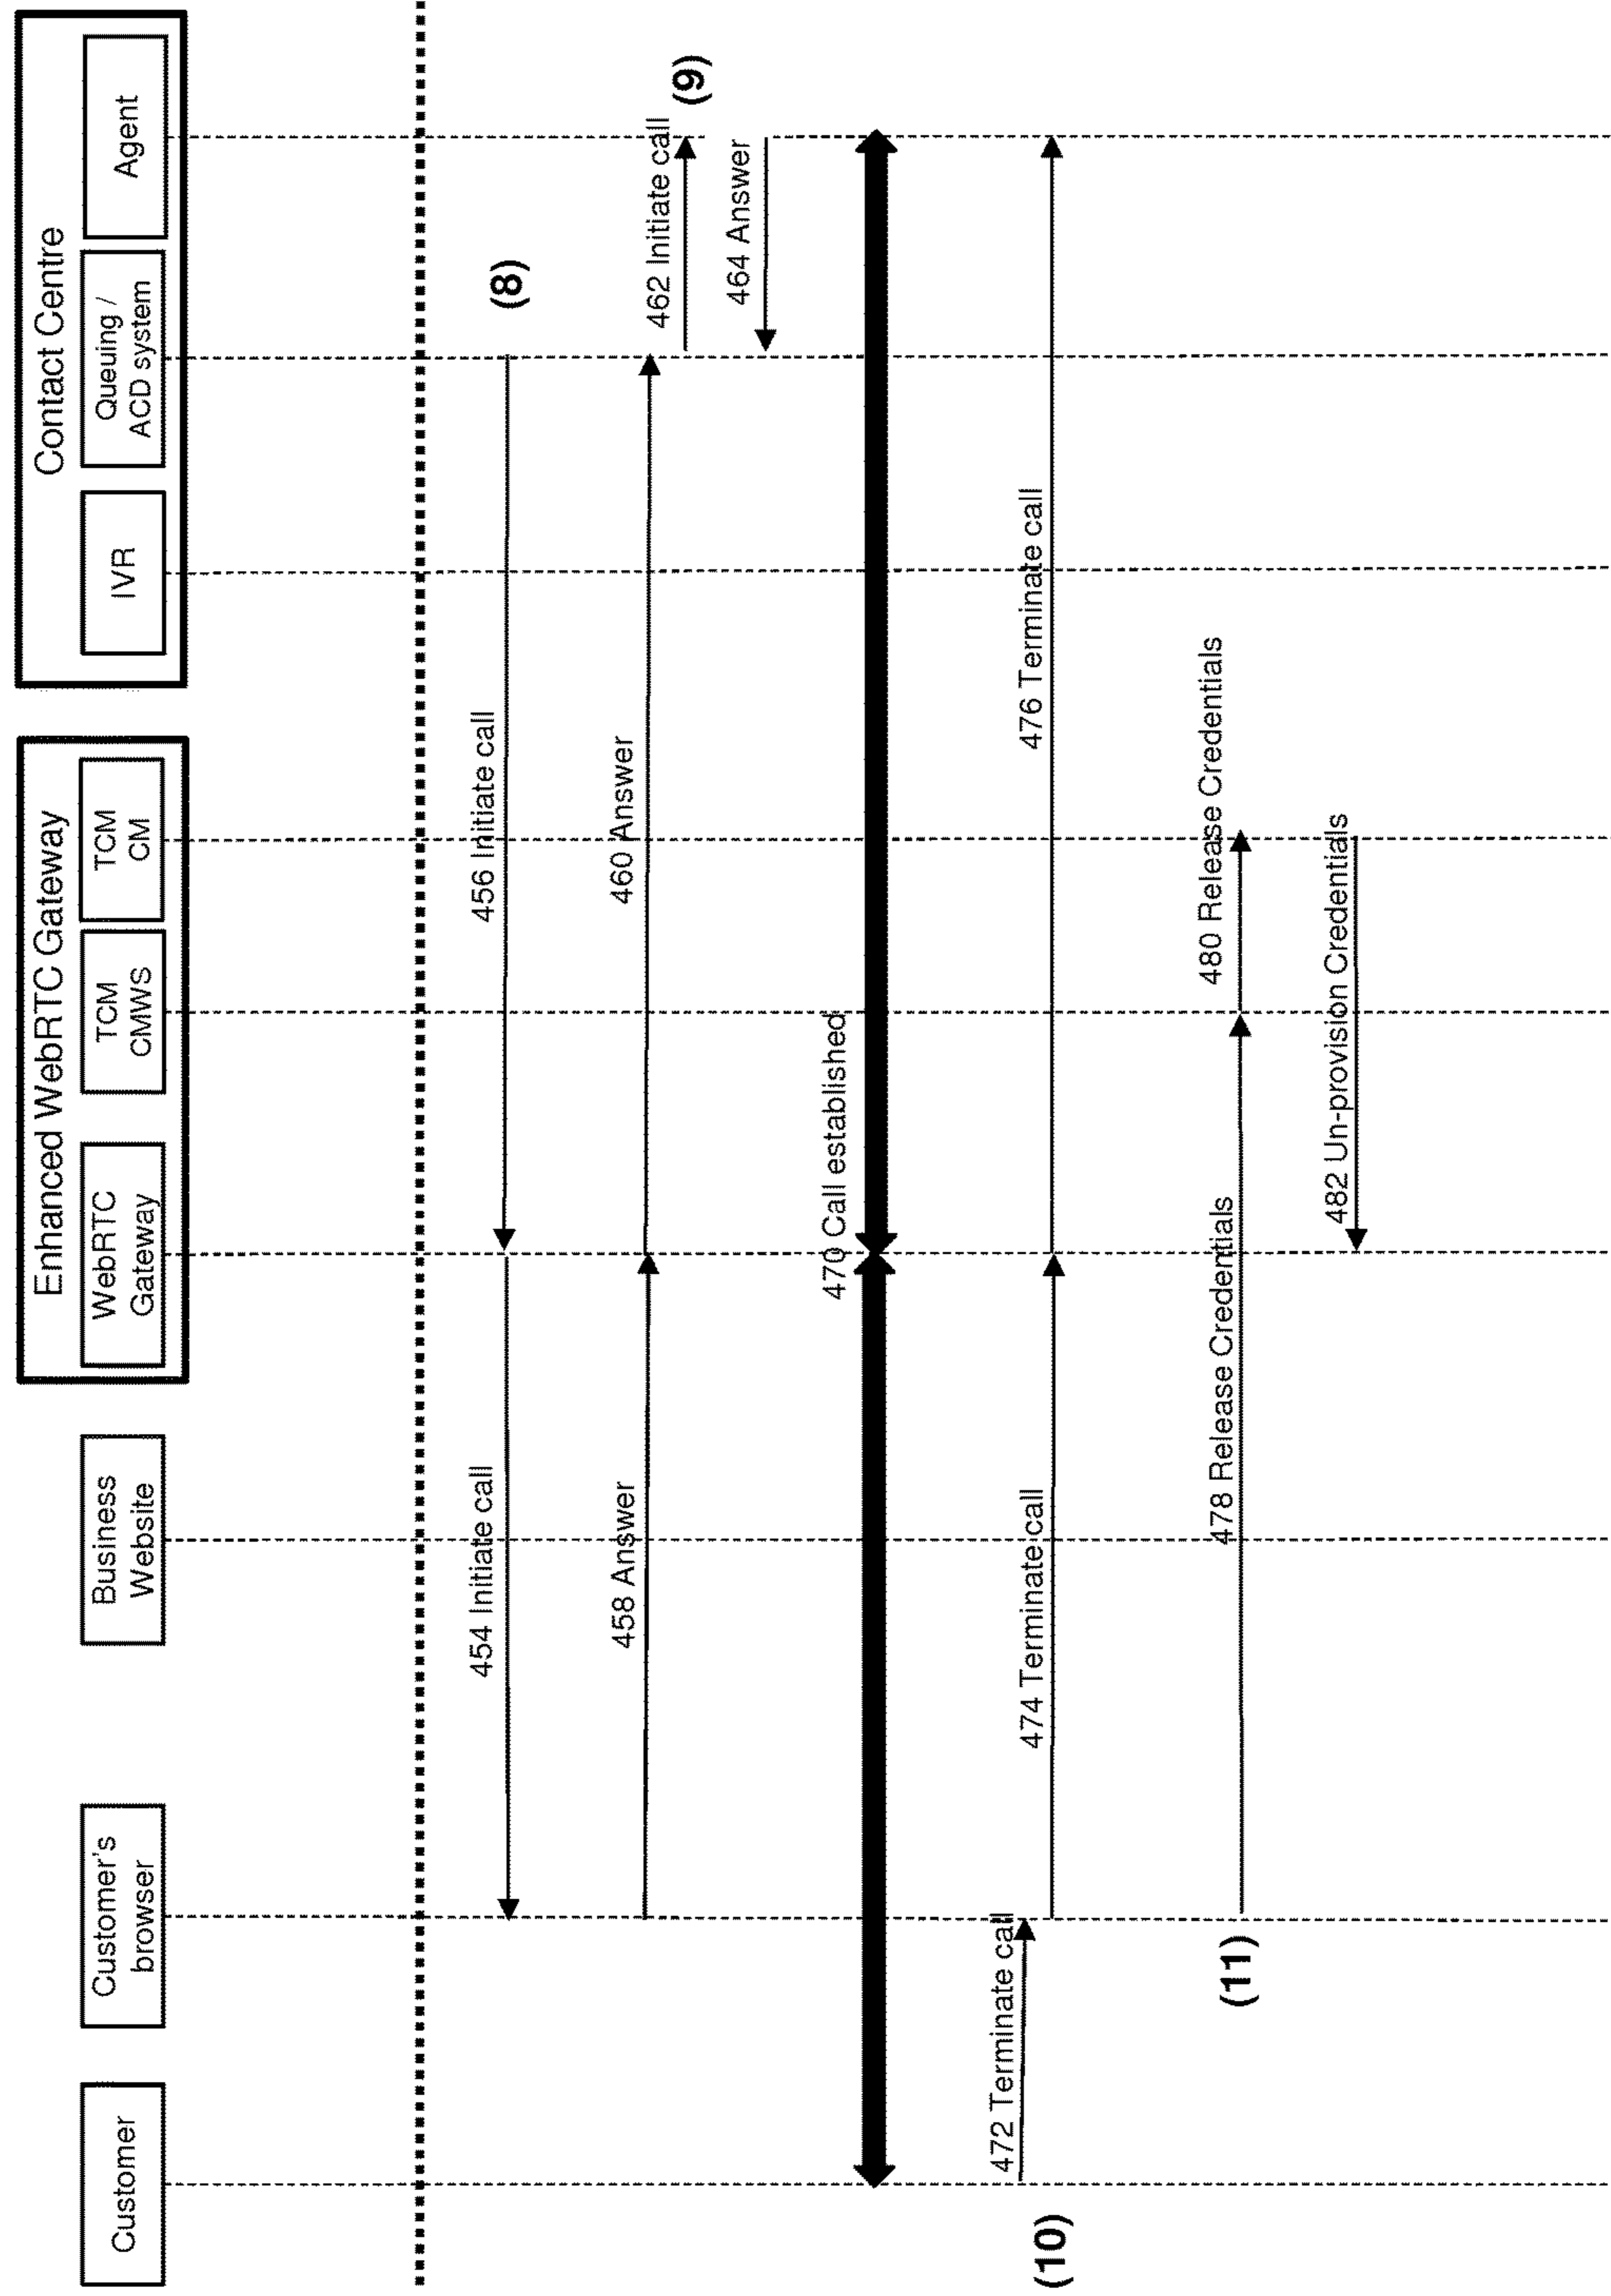 Customer
Customer's
browser
Business
Website
Enhanced WebRTC Gateway
WebRTC
Gateway
TCM
CMWS
TCM
CM
Contact Centre
IVR
Queuing /
ACD system
Agent
454 Initiate call
456 Initiate call
(8)
458 Answer
460 Answer
462 Initiate call
(9)
464 Answer
470 Call established
(10)
472 Terminate call
474 Terminate call
476 Terminate call
(11)
478 Release Credentials
480 Release Credentials
482 Un-provision Credentials